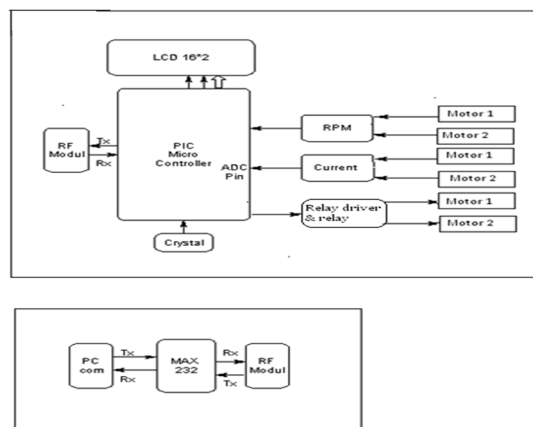 LCD 16*2
RF
Modul
Tx
Rx
PIC
Micro
Controller
ADC
Pin
RPM
Motor 1
Motor 2
Current
Motor 1
Motor 2
Relay driver
& relay
Motor 1
Motor 2
Crystal
PC
com
Tx
Rx
MAX
232
Rx
Tx
RF
Modul